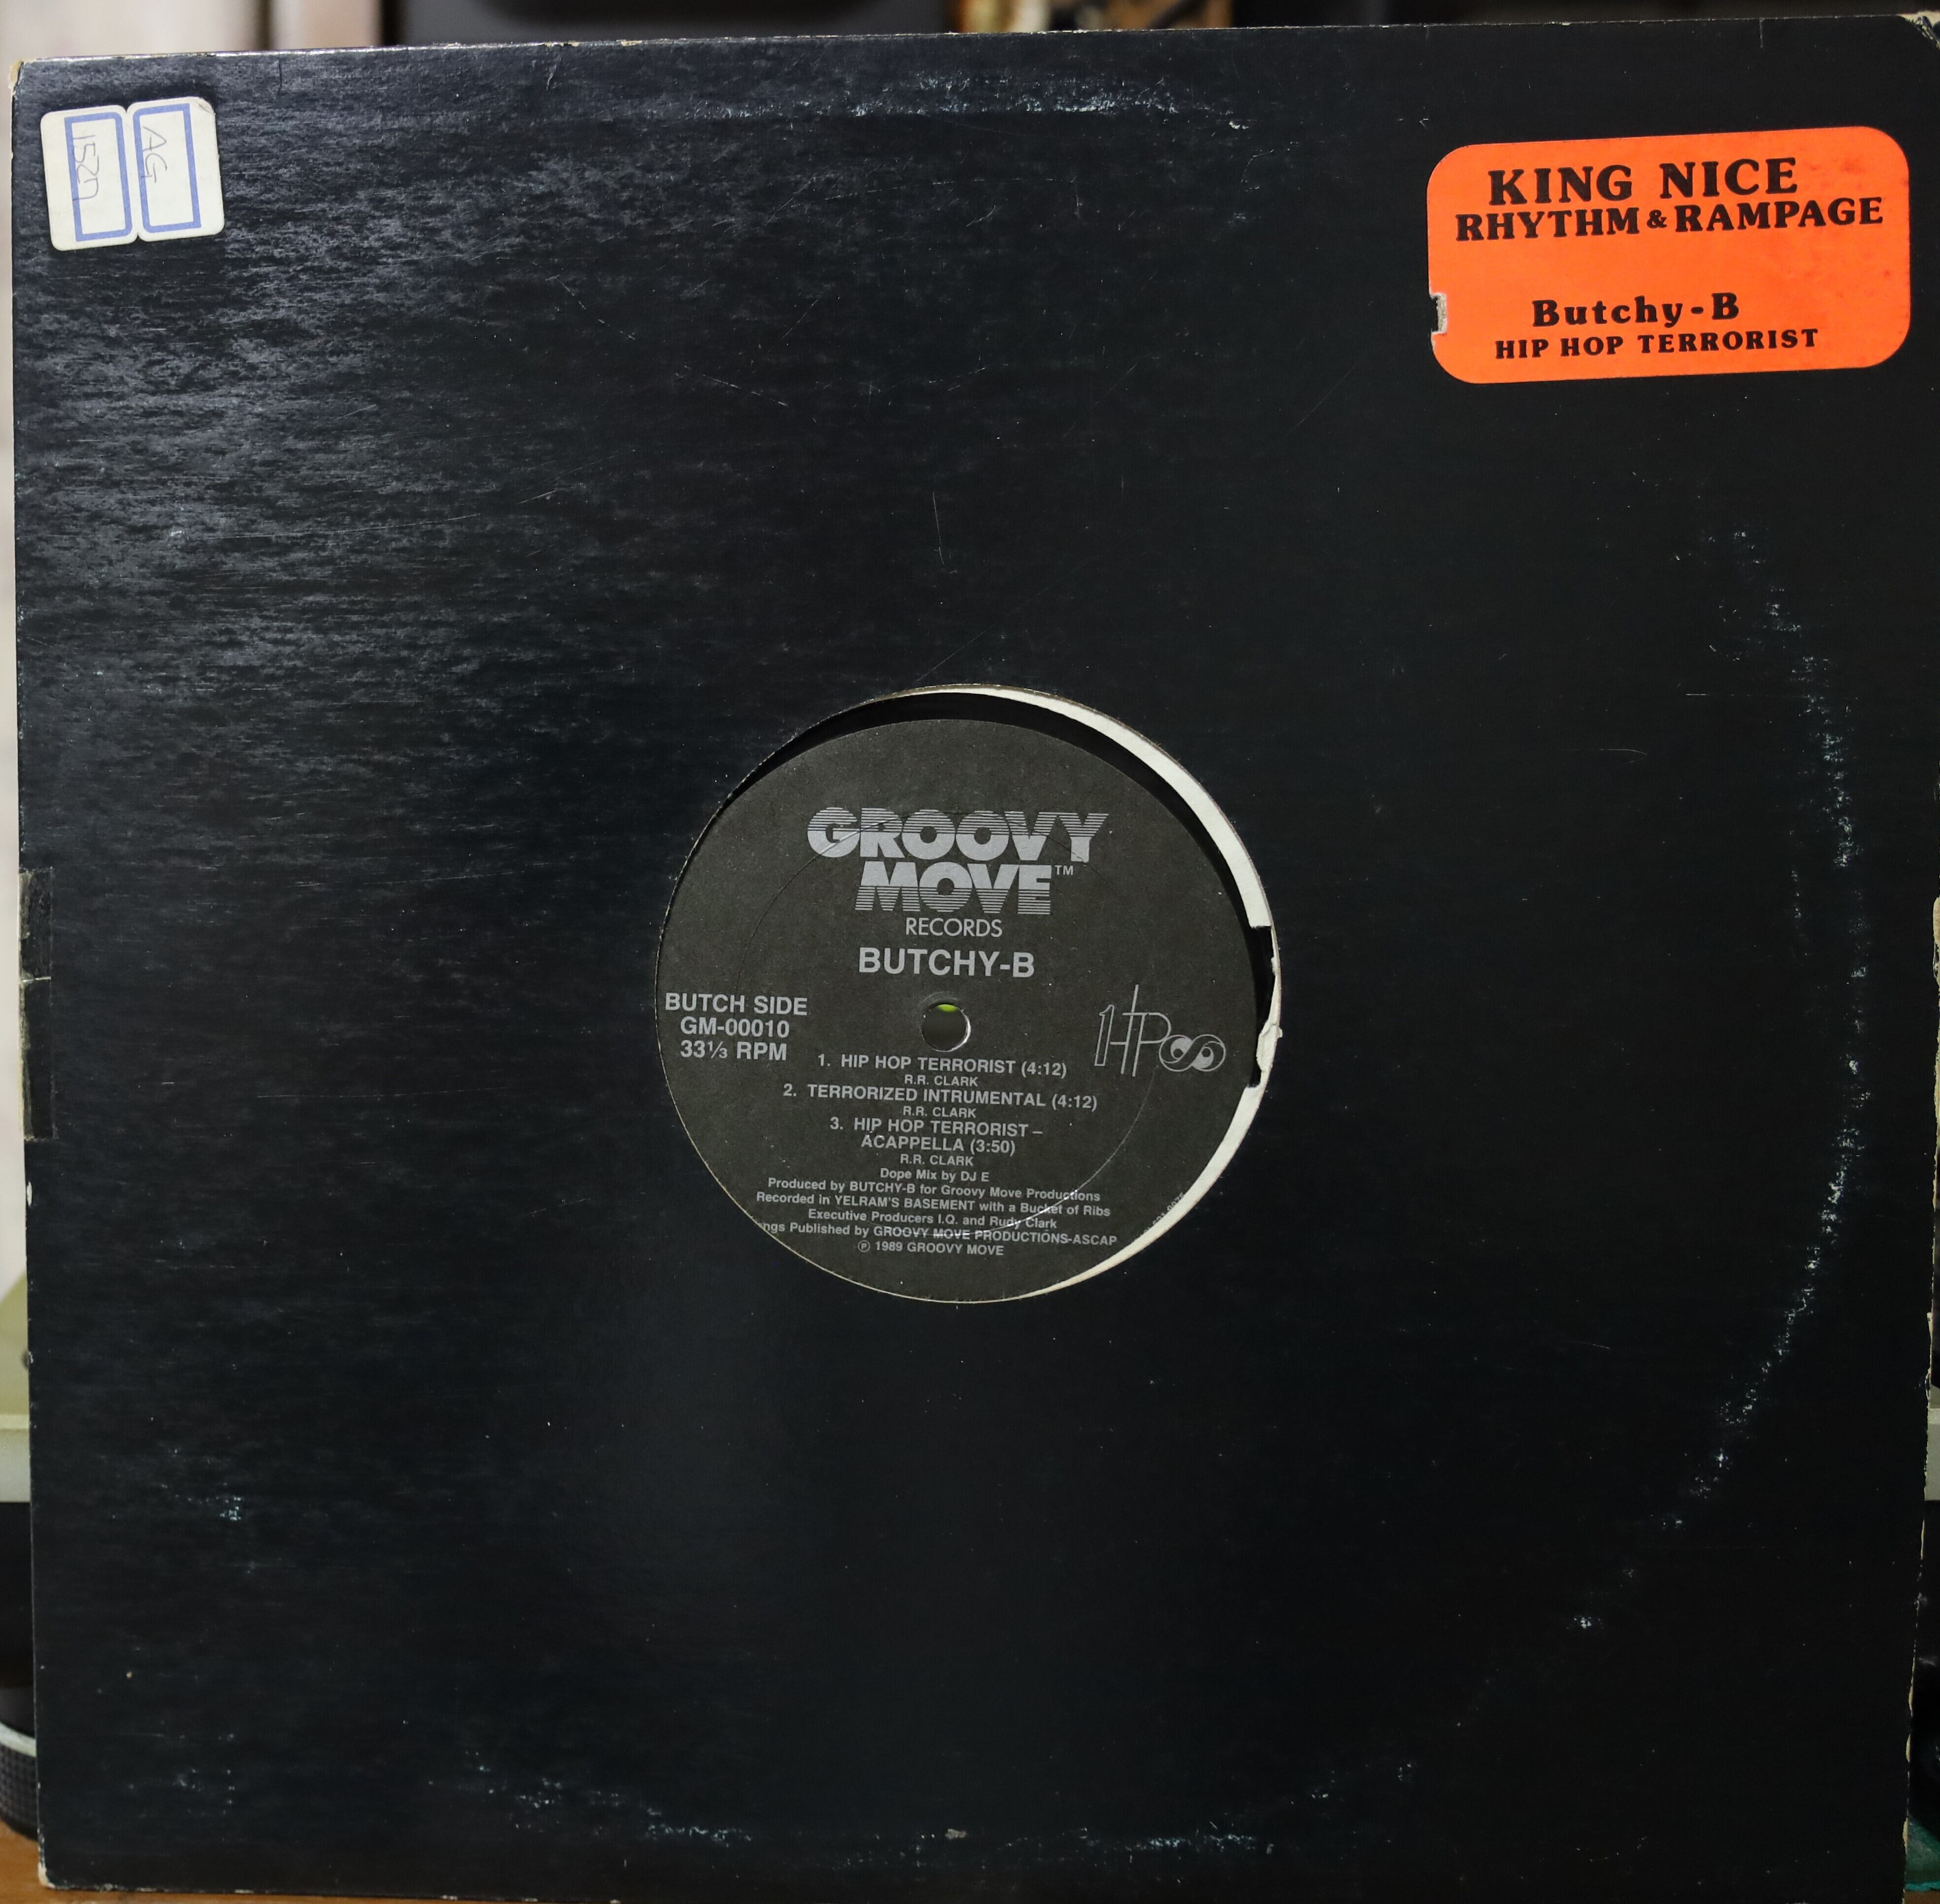 AG
KING NICE
RHYTHM & RAMPAGE
Butchy-B
HIP HOP TERRORIST
GROOVY
MOVE™
RECORDS
BUTCHY-B
BUTCH SIDE
GM-00010
33⅓ RPM
1. HIP HOP TERRORIST (4:12)
R.R. CLARK
2. TERRORIZED INTRUMENTAL (4:12)
R.R. CLARK
3. HIP HOP TERRORIST –
ACAPPELLA (3:50)
R.R. CLARK
Dope Mix by DJ E
Produced by BUTCHY-B for Groovy Move Productions
Recorded in YELRAM'S BASEMENT with a Bucket of Ribs
Executive Producers I.Q. and Rudy Clark
ngs Published by GROOVY MOVE PRODUCTIONS-ASCAP
℗ 1989 GROOVY MOVE